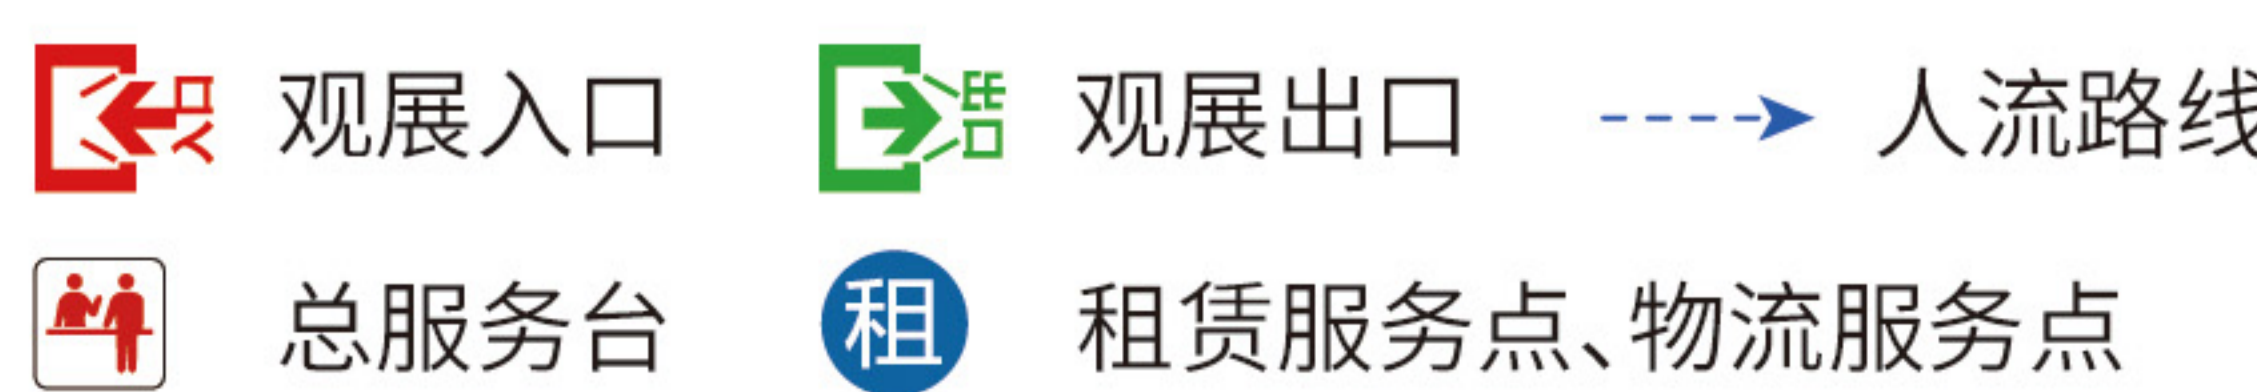 入口 观展入口 出口 观展出口 人流路线
总服务台 租 租赁服务点、物流服务点